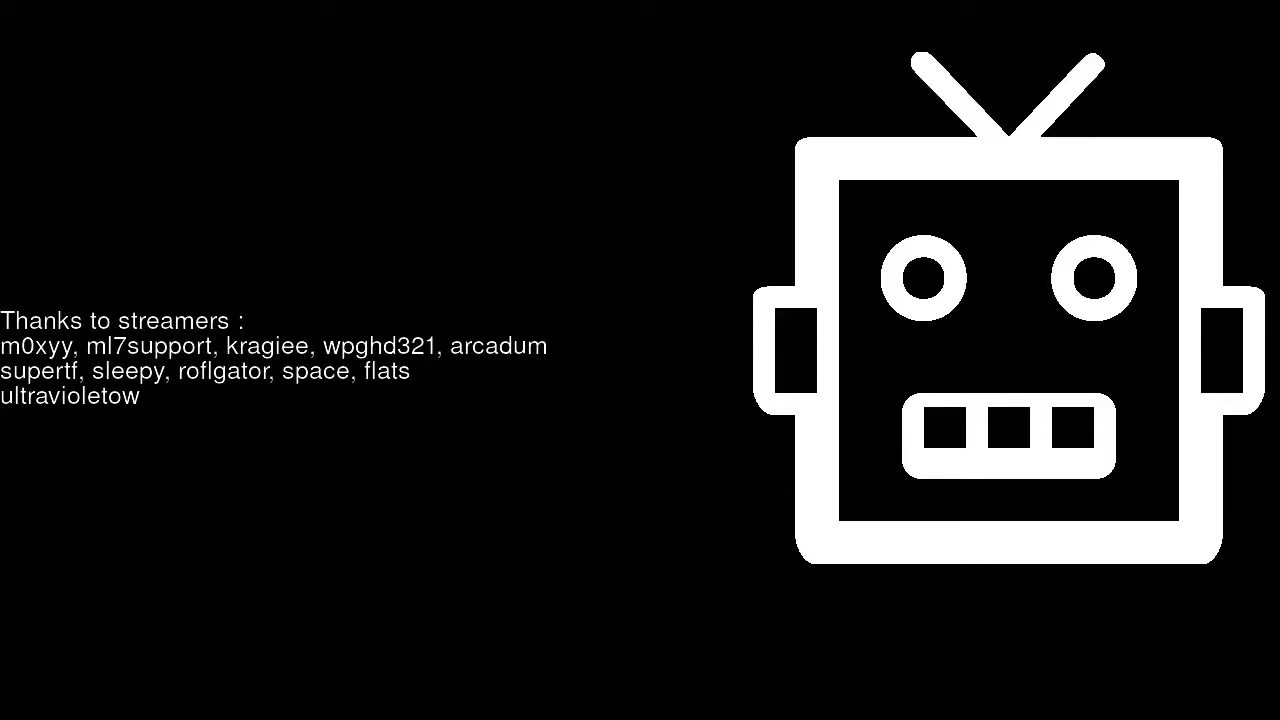 Thanks to streamers :
m0xyy, ml7support, kragiee, wpghd321, arcadum
supertf, sleepy, roflgator, space, flats
ultravioletow